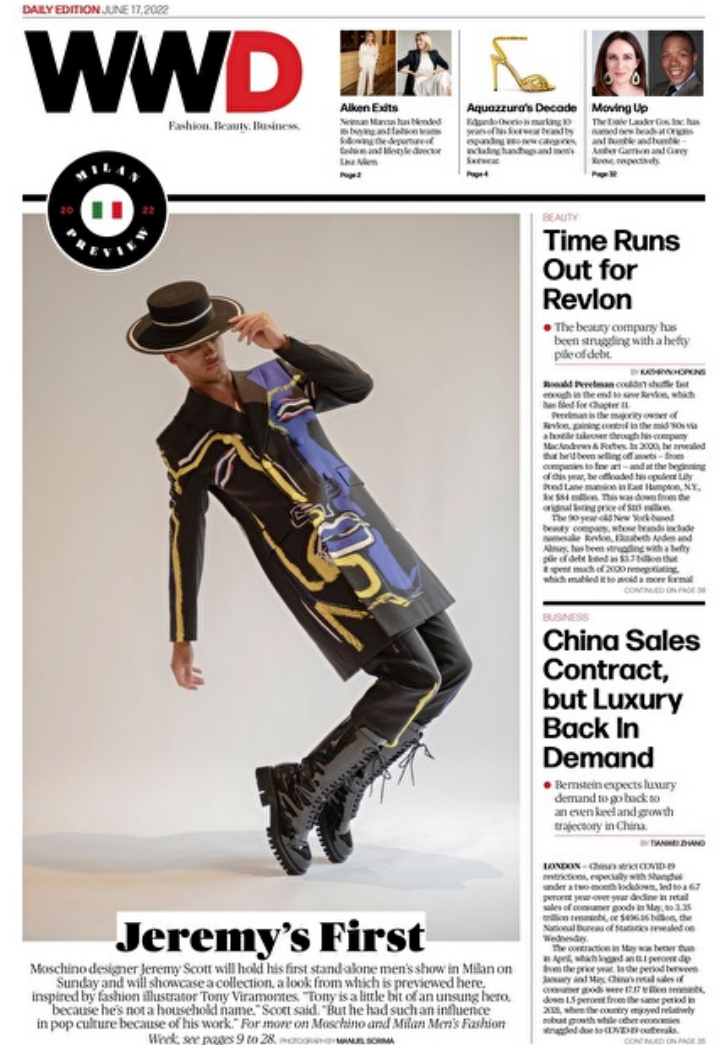 DAILY EDITION JUNE 17, 2022
WWD
Fashion. Beauty. Business.
Aiken Exits
Neiman Marcus has blended
its buying and fashion teams
following the departure of
fashion and lifestyle director
Lisa Aiken.
Page 2
Aquazzura's Decade
Edgardo Osorio is marking 10
years of his footwear brand by
expanding into new categories,
including handbags and men's
footwear.
Page 4
Moving Up
The Estée Lauder Cos. Inc. has
named new heads at Origins
and Bumble and bumble —
Amber Garrison and Corey
Reese, respectively.
Page 32
MILAN
20 22
PREVIEW
BEAUTY
Time Runs
Out for
Revlon
● The beauty company has
been struggling with a hefty
pile of debt.
BY KATHRYN HOPKINS
Ronald Perelman couldn't shuffle fast
enough in the end to save Revlon, which
has filed for Chapter 11.
Perelman is the majority owner of
Revlon, gaining control in the mid-'80s via
a hostile takeover through his company
MacAndrews & Forbes. In 2020, he revealed
that he'd been selling off assets — from
companies to fine art — and at the beginning
of this year, he offloaded his opulent Lily
Pond Lane mansion in East Hampton, N.Y.,
for $84 million. This was down from the
original listing price of $115 million.
The 90-year-old New York-based
beauty company, whose brands include
namesake Revlon, Elizabeth Arden and
Almay, has been struggling with a hefty
pile of debt listed as $3.7 billion that
it spent much of 2020 renegotiating,
which enabled it to avoid a more formal
CONTINUED ON PAGE 38
BUSINESS
China Sales
Contract,
but Luxury
Back In
Demand
● Bernstein expects luxury
demand to go back to
an even keel and growth
trajectory in China.
BY TIANWEI ZHANG
LONDON — China's strict COVID-19
restrictions, especially with Shanghai
under a two-month lockdown, led to a 6.7
percent year-over-year decline in retail
sales of consumer goods in May, to 3.35
trillion renminbi, or $496.16 billion, the
National Bureau of Statistics revealed on
Wednesday.
The contraction in May was better than
in April, which logged an 11.1 percent dip
from the prior year. In the period between
January and May, China's retail sales of
consumer goods were 17.17 trillion renminbi,
down 1.5 percent from the same period in
2021, when the country enjoyed relatively
robust growth while other economies
struggled due to COVID-19 outbreaks.
CONTINUED ON PAGE 35
Jeremy's First
Moschino designer Jeremy Scott will hold his first stand-alone men's show in Milan on
Sunday and will showcase a collection, a look from which is previewed here,
inspired by fashion illustrator Tony Viramontes. "Tony is a little bit of an unsung hero,
because he's not a household name," Scott said. "But he had such an influence
in pop culture because of his work." For more on Moschino and Milan Men's Fashion
Week, see pages 9 to 28. PHOTOGRAPH BY MANUEL SCRIMA